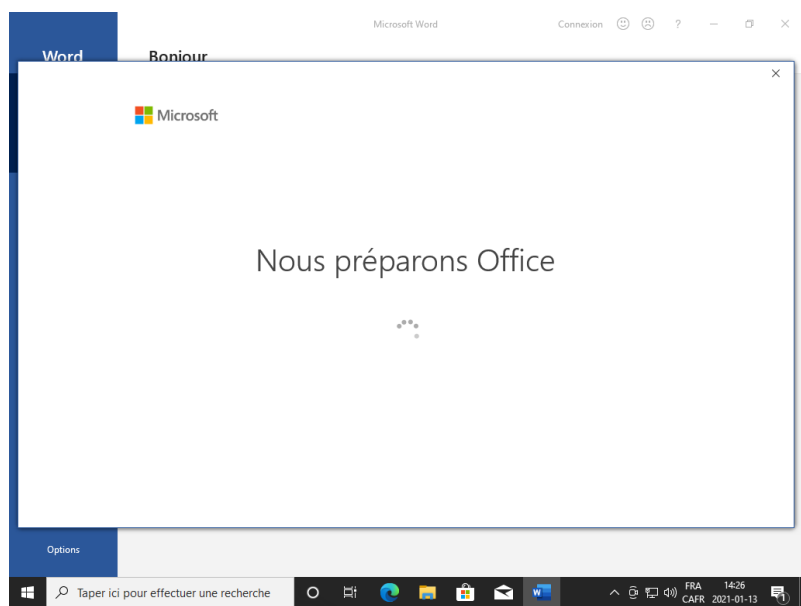 Microsoft Word
Connexion
?
Word
Bonjour
Microsoft
Nous préparons Office
Options
Taper ici pour effectuer une recherche
W
FRA 14:26
CAFR 2021-01-13
1